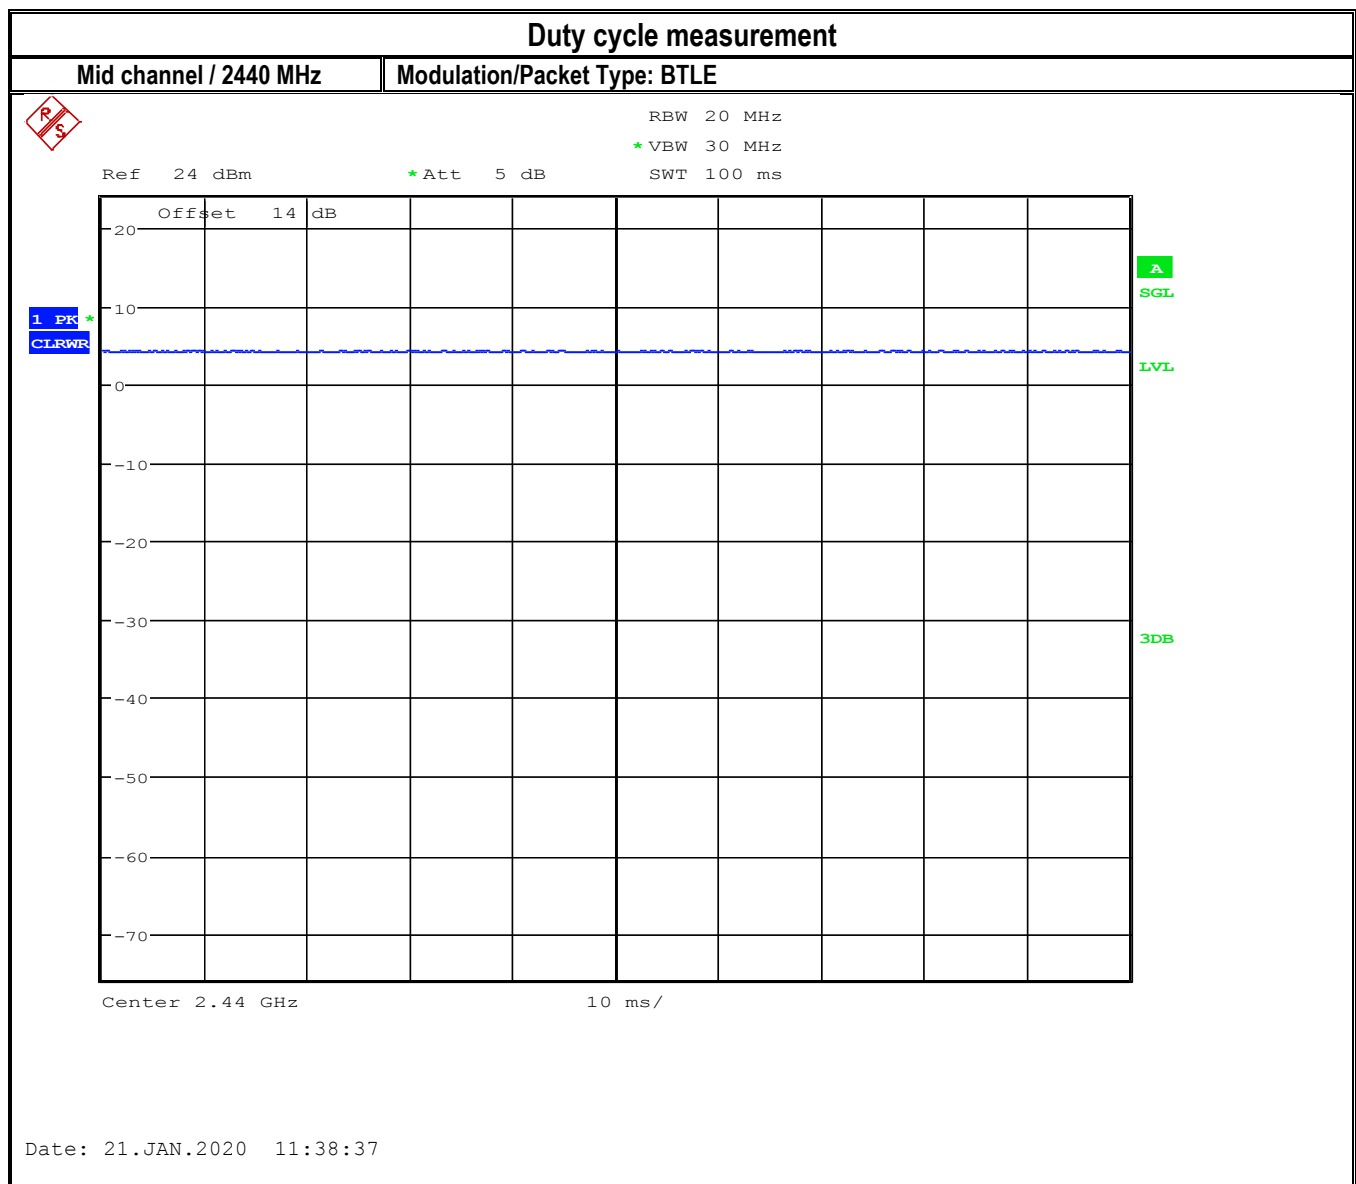 Duty cycle measurement
Mid channel / 2440 MHz Modulation/Packet Type: BTLE
R S
RBW 20 MHz
* VBW 30 MHz
Ref 24 dBm * Att 5 dB SWT 100 ms
Offset 14 dB
20
A
SGL
10
1 PK *
CLRWR
LVL
0
-10
-20
-30
3DB
-40
-50
-60
-70
Center 2.44 GHz 10 ms/
Date: 21.JAN.2020 11:38:37